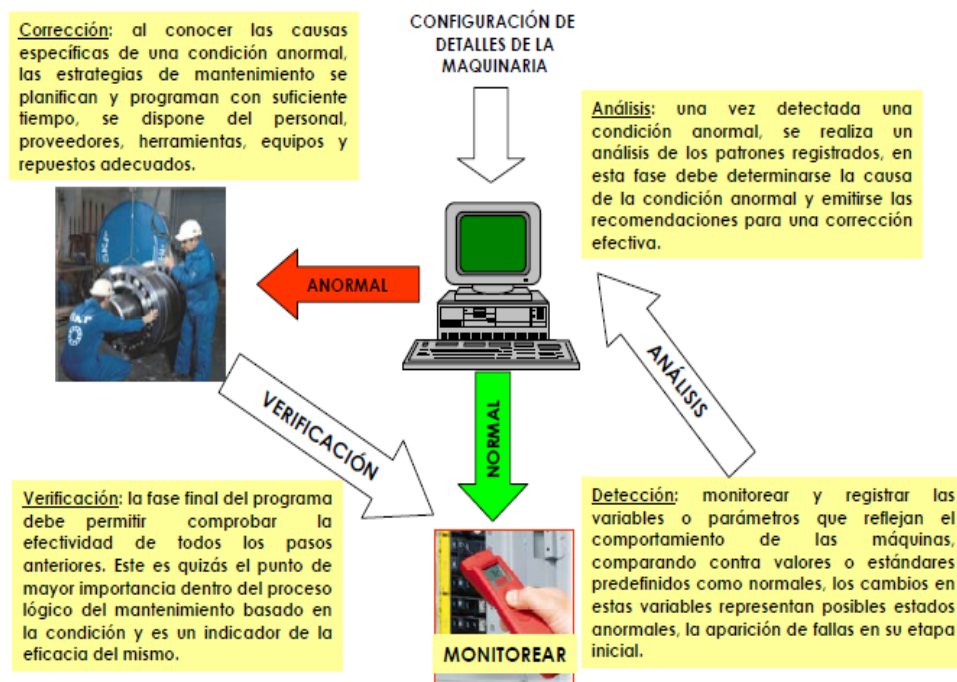 Corrección: al conocer las causas
específicas de una condición anormal,
las estrategias de mantenimiento se
planifican y programan con suficiente
tiempo, se dispone del personal,
proveedores, herramientas, equipos y
repuestos adecuados.
CONFIGURACIÓN DE
DETALLES DE LA
MAQUINARIA
Análisis: una vez detectada una
condición anormal, se realiza un
análisis de los patrones registrados, en
esta fase debe determinarse la causa
de la condición anormal y emitirse las
recomendaciones para una corrección
efectiva.
ANORMAL
ANÁLISIS
VERIFICACIÓN
NORMAL
Verificación: la fase final del programa
debe permitir comprobar la
efectividad de todos los pasos
anteriores. Este es quizás el punto de
mayor importancia dentro del proceso
lógico del mantenimiento basado en
la condición y es un indicador de la
eficacia del mismo.
MONITOREAR
Detección: monitorear y registrar las
variables o parámetros que reflejan el
comportamiento de las máquinas,
comparando contra valores o estándares
predefinidos como normales, los cambios en
estas variables representan posibles estados
anormales, la aparición de fallas en su etapa
inicial.